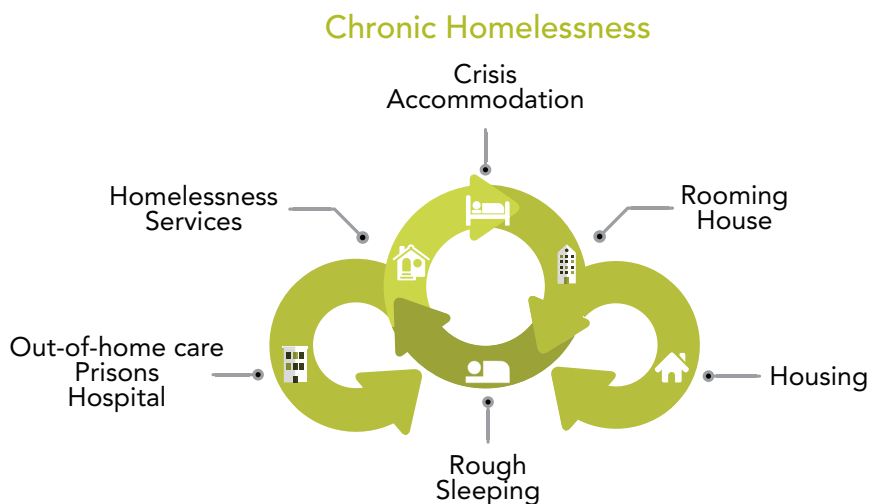 Chronic Homelessness
Crisis
Accommodation
Homelessness
Services
Rooming
House
Out-of-home care
Prisons
Hospital
Housing
Rough
Sleeping